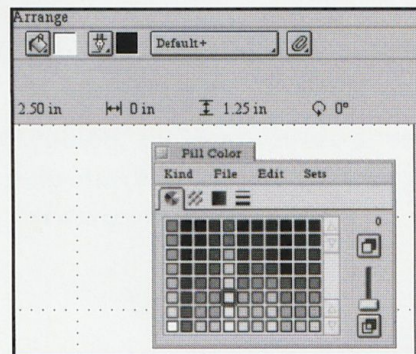 Arrange
Default+
2.50 in 0 in 1.25 in 0°
Fill Color
Kind File Edit Sets
0